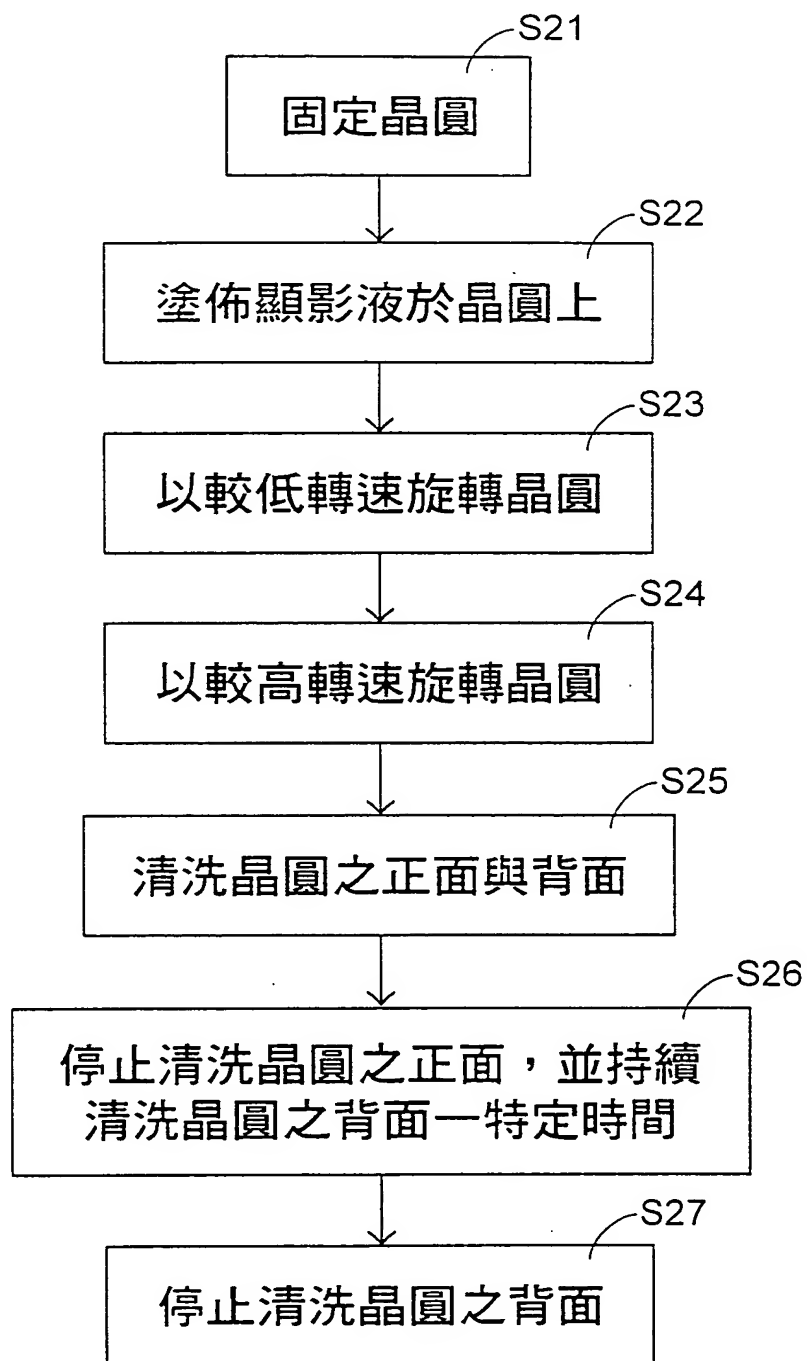 S21
固定晶圓
S22
塗佈顯影液於晶圓上
S23
以較低轉速旋轉晶圓
S24
以較高轉速旋轉晶圓
S25
清洗晶圓之正面與背面
S26
停止清洗晶圓之正面，並持續
清洗晶圓之背面一特定時間
S27
停止清洗晶圓之背面